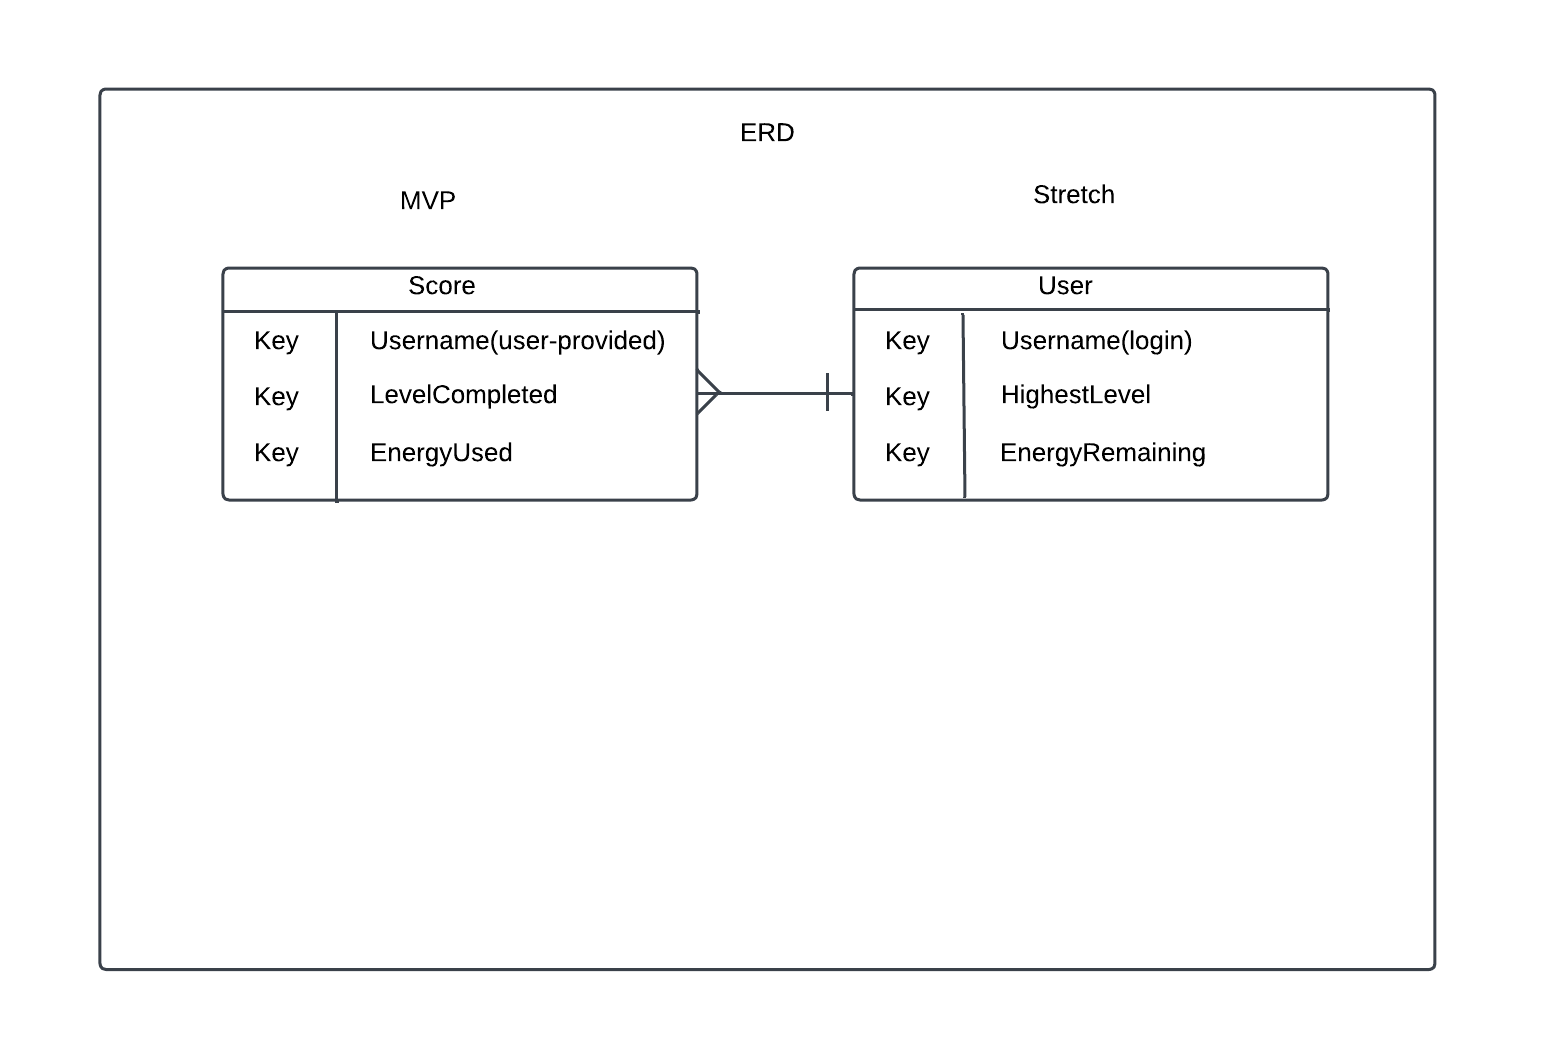 ERD
MVP
Stretch
Score
Key Username(user-provided)
Key LevelCompleted
Key EnergyUsed
User
Key Username(login)
Key HighestLevel
Key EnergyRemaining